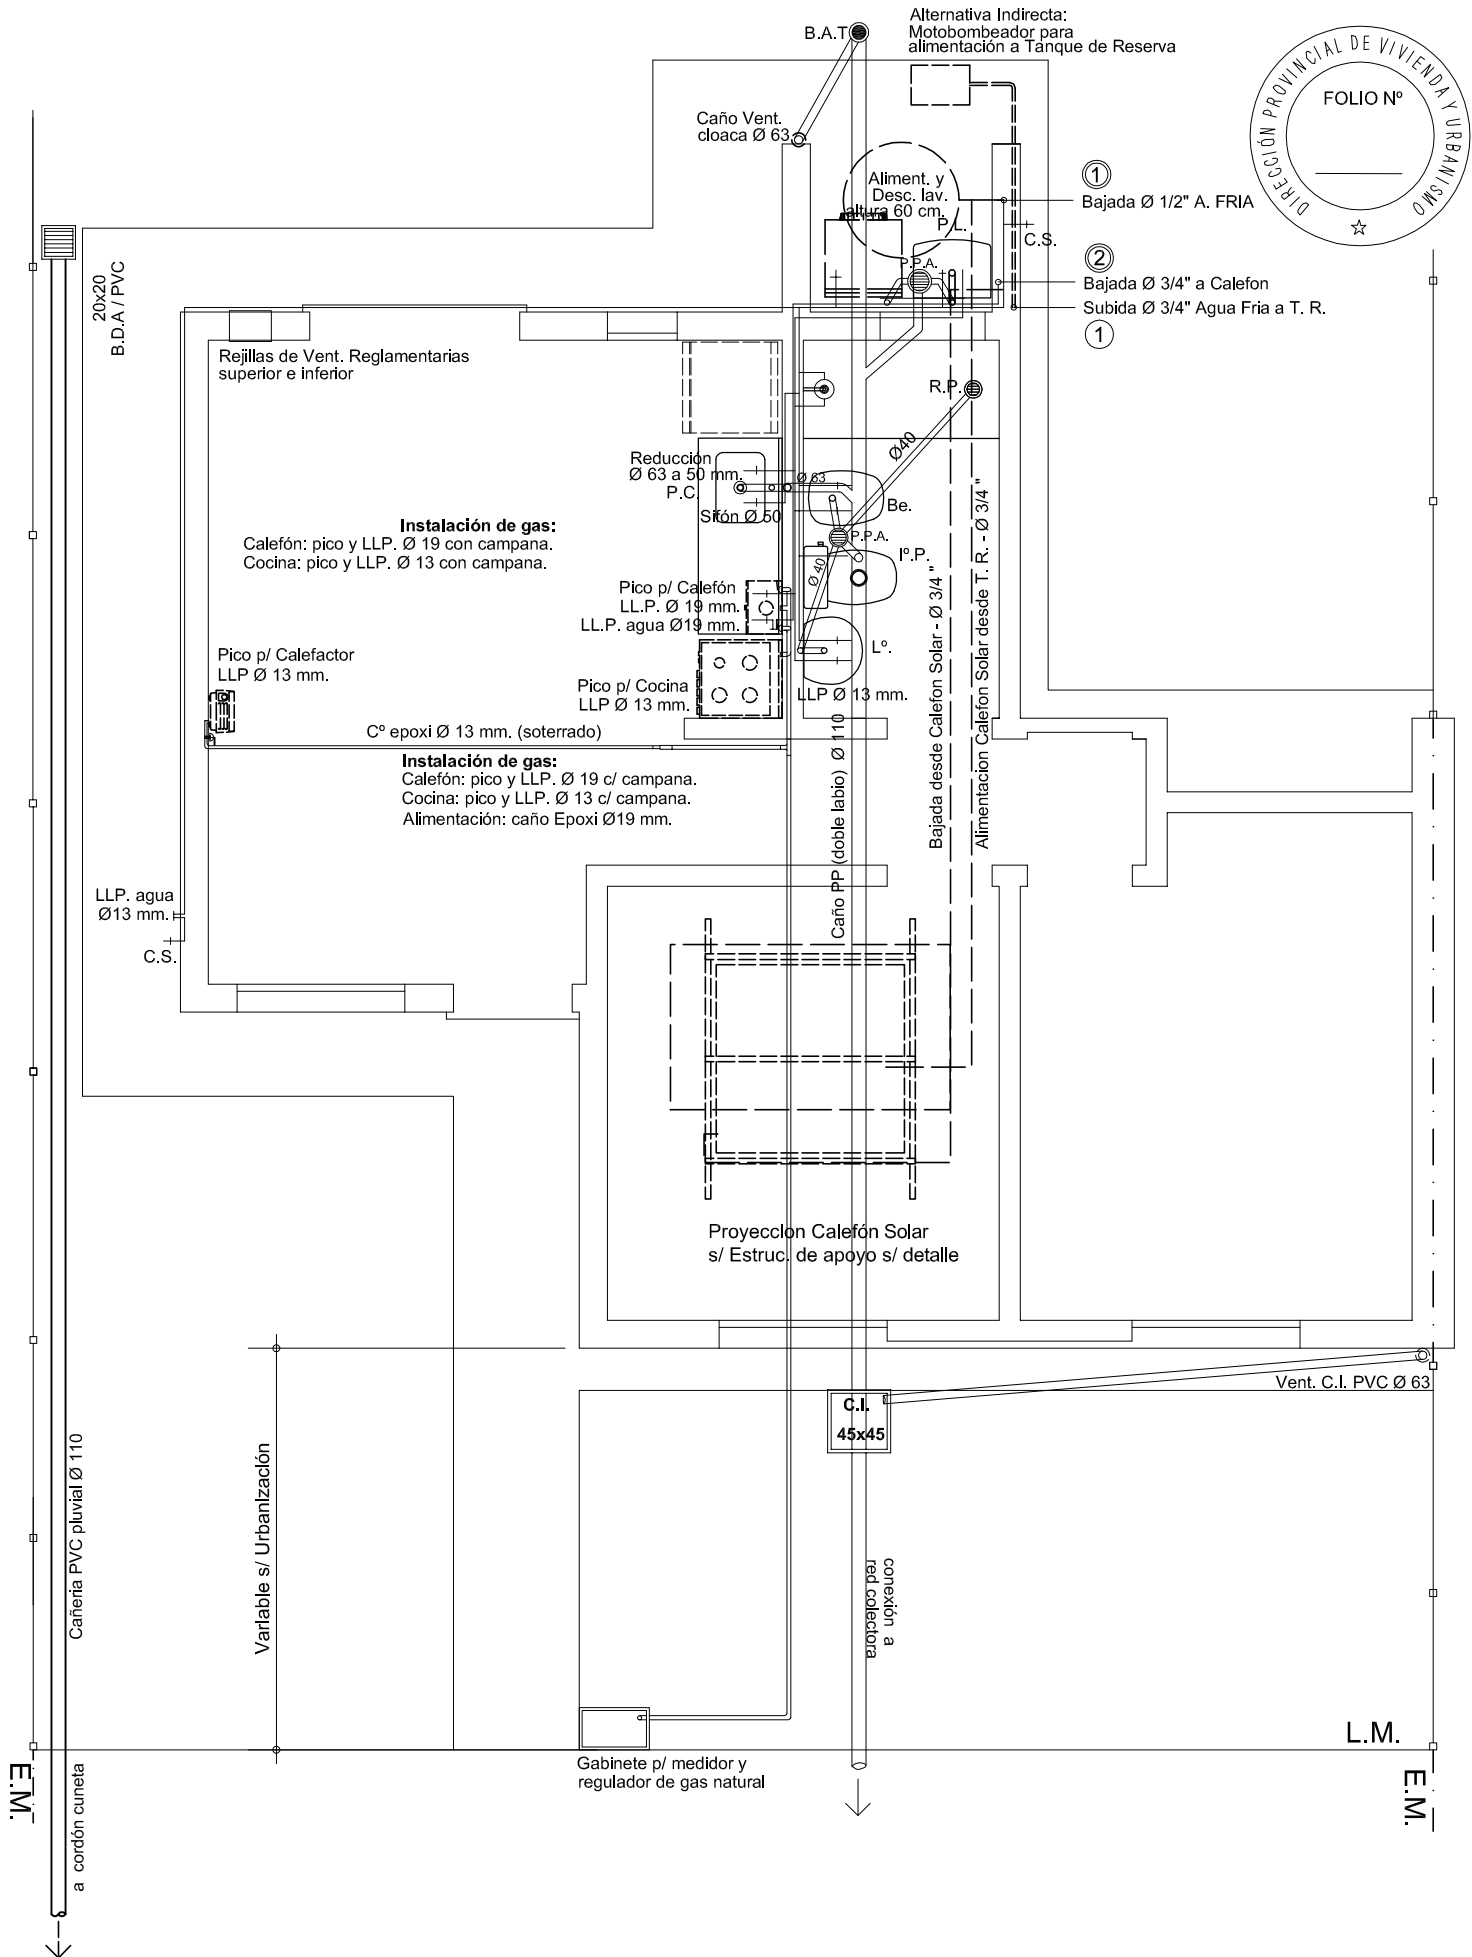 B.A.T
Alternativa Indirecta:
Motobombeador para
alimentación a Tanque de Reserva
DIRECCIÓN PROVINCIAL DE VIVIENDA Y URBANISMO
FOLIO Nº
Caño Vent.
cloaca Ø 63
Aliment. y
Desc. lav.
altura 60 cm.
P.L.
P.P.A.
1
Bajada Ø 1/2" A. FRIA
C.S.
2
Bajada Ø 3/4" a Calefon
Subida Ø 3/4" Agua Fria a T. R.
1
20x20
B.D.A / PVC
Rejillas de Vent. Reglamentarias
superior e inferior
R.P.
Ø40
Reducción
Ø 63 a 50 mm.
P.C.
Ø 63
Sifón Ø 50
Be.
P.P.A.
Iº.P.
Ø 40
Lº.
LLP Ø 13 mm.
Instalación de gas:
Calefón: pico y LLP. Ø 19 con campana.
Cocina: pico y LLP. Ø 13 con campana.
Pico p/ Calefón
LL.P. Ø 19 mm.
LL.P. agua Ø19 mm.
Pico p/ Calefactor
LLP Ø 13 mm.
Pico p/ Cocina
LLP Ø 13 mm.
Cº epoxi Ø 13 mm. (soterrado)
Instalación de gas:
Calefón: pico y LLP. Ø 19 c/ campana.
Cocina: pico y LLP. Ø 13 c/ campana.
Alimentación: caño Epoxi Ø19 mm.
Caño PP (doble labio)  Ø 110
Bajada desde Calefon Solar - Ø 3/4"
Alimentacion Calefon Solar desde T. R. - Ø 3/4"
LLP. agua
Ø13 mm.
C.S.
Proyeccion Calefón Solar
s/ Estruc. de apoyo s/ detalle
Vent. C.I. PVC Ø 63
C.I.
45x45
Cañeria PVC pluvial Ø 110
Variable s/ Urbanización
conexión a
red colectora
Gabinete p/ medidor y
regulador de gas natural
L.M.
E.M.
E.M.
a cordón cuneta